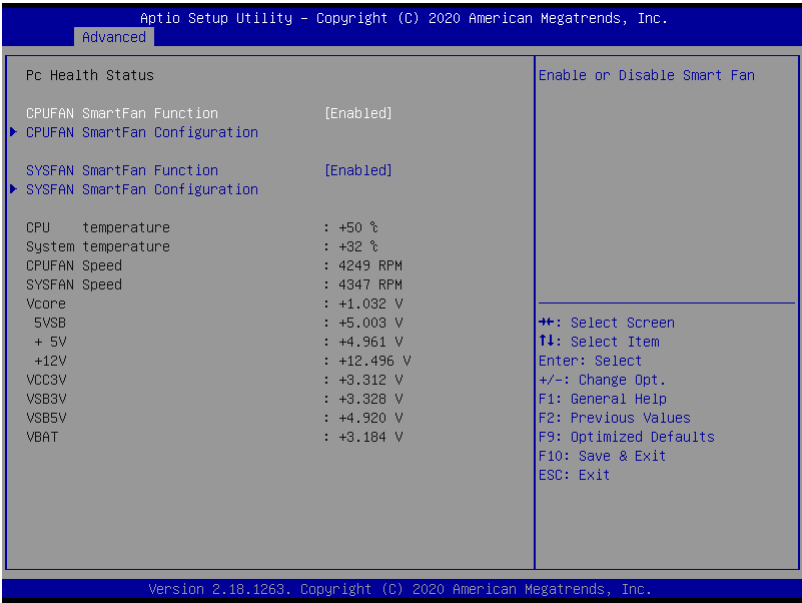 Aptio Setup Utility – Copyright (C) 2020 American Megatrends, Inc.
Advanced
Pc Health Status
CPUFAN SmartFan Function [Enabled]
CPUFAN SmartFan Configuration
SYSFAN SmartFan Function [Enabled]
SYSFAN SmartFan Configuration
CPU temperature : +50 ℃
System temperature : +32 ℃
CPUFAN Speed : 4249 RPM
SYSFAN Speed : 4347 RPM
Vcore : +1.032 V
5VSB : +5.003 V
+ 5V : +4.961 V
+12V : +12.496 V
VCC3V : +3.312 V
VSB3V : +3.328 V
VSB5V : +4.920 V
VBAT : +3.184 V
Enable or Disable Smart Fan
→←: Select Screen
↑↓: Select Item
Enter: Select
+/-: Change Opt.
F1: General Help
F2: Previous Values
F9: Optimized Defaults
F10: Save & Exit
ESC: Exit
Version 2.18.1263. Copyright (C) 2020 American Megatrends, Inc.